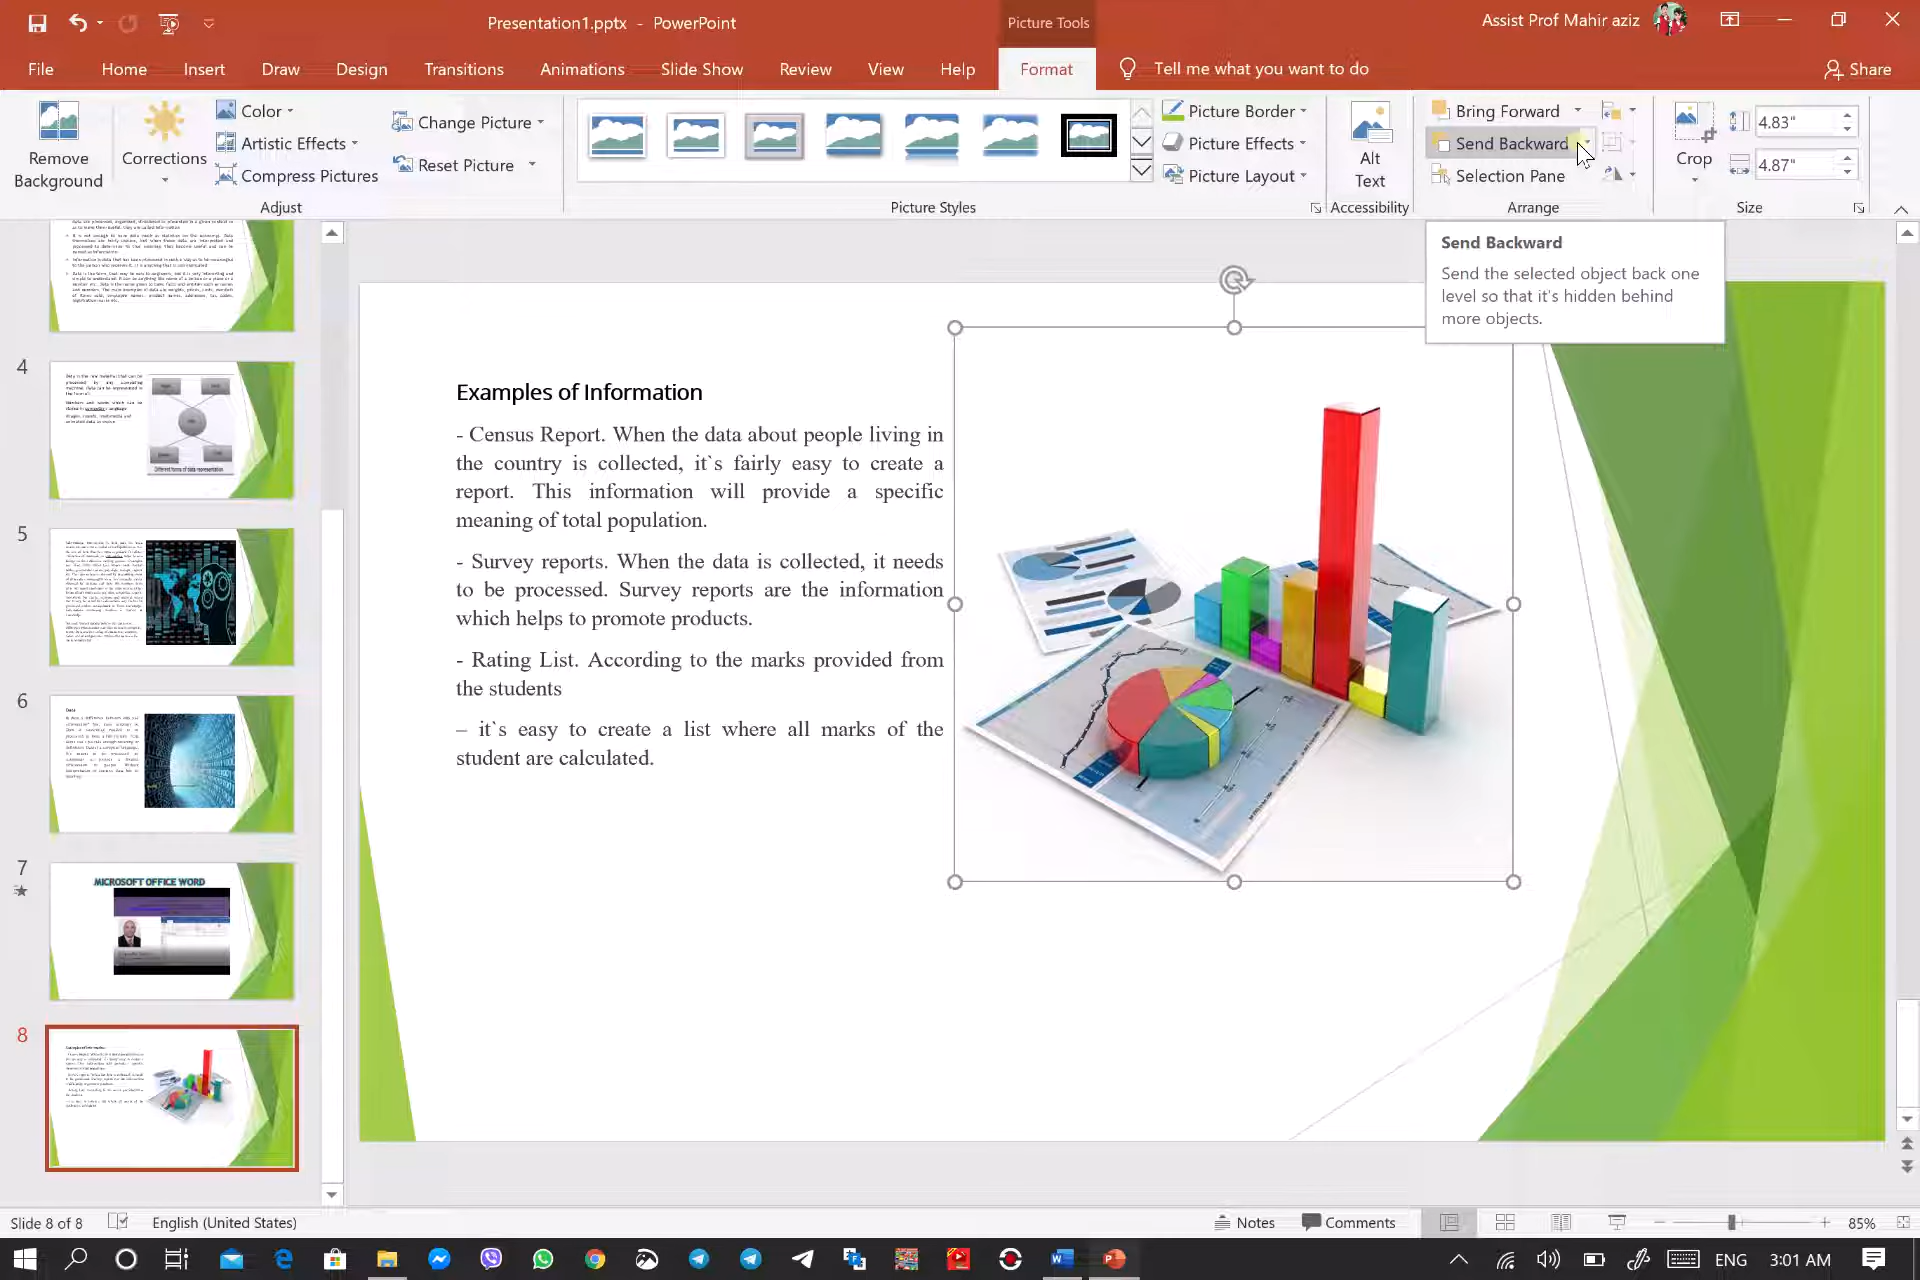 Presentation1.pptx - PowerPoint
Picture Tools
Assist Prof Mahir aziz
File Home Insert Draw Design Transitions Animations Slide Show Review View Help Format Tell me what you want to do Share
Remove Background
Corrections
Color
Artistic Effects
Compress Pictures
Change Picture
Reset Picture
Adjust
Picture Styles
Picture Border
Picture Effects
Picture Layout
Alt Text
Accessibility
Bring Forward
Send Backward
Selection Pane
Arrange
Crop
4.83"
4.87"
Size
Send Backward
Send the selected object back one
level so that it's hidden behind
more objects.
4
Different forms of data representation
5
6
7
MICROSOFT OFFICE WORD
8
Examples of Information
- Census Report. When the data about people living in
the country is collected, it`s fairly easy to create a
report. This information will provide a specific
meaning of total population.
- Survey reports. When the data is collected, it needs
to be processed. Survey reports are the information
which helps to promote products.
- Rating List. According to the marks provided from
the students
– it`s easy to create a list where all marks of the
student are calculated.
Slide 8 of 8 English (United States) Notes Comments 85%
ENG 3:01 AM